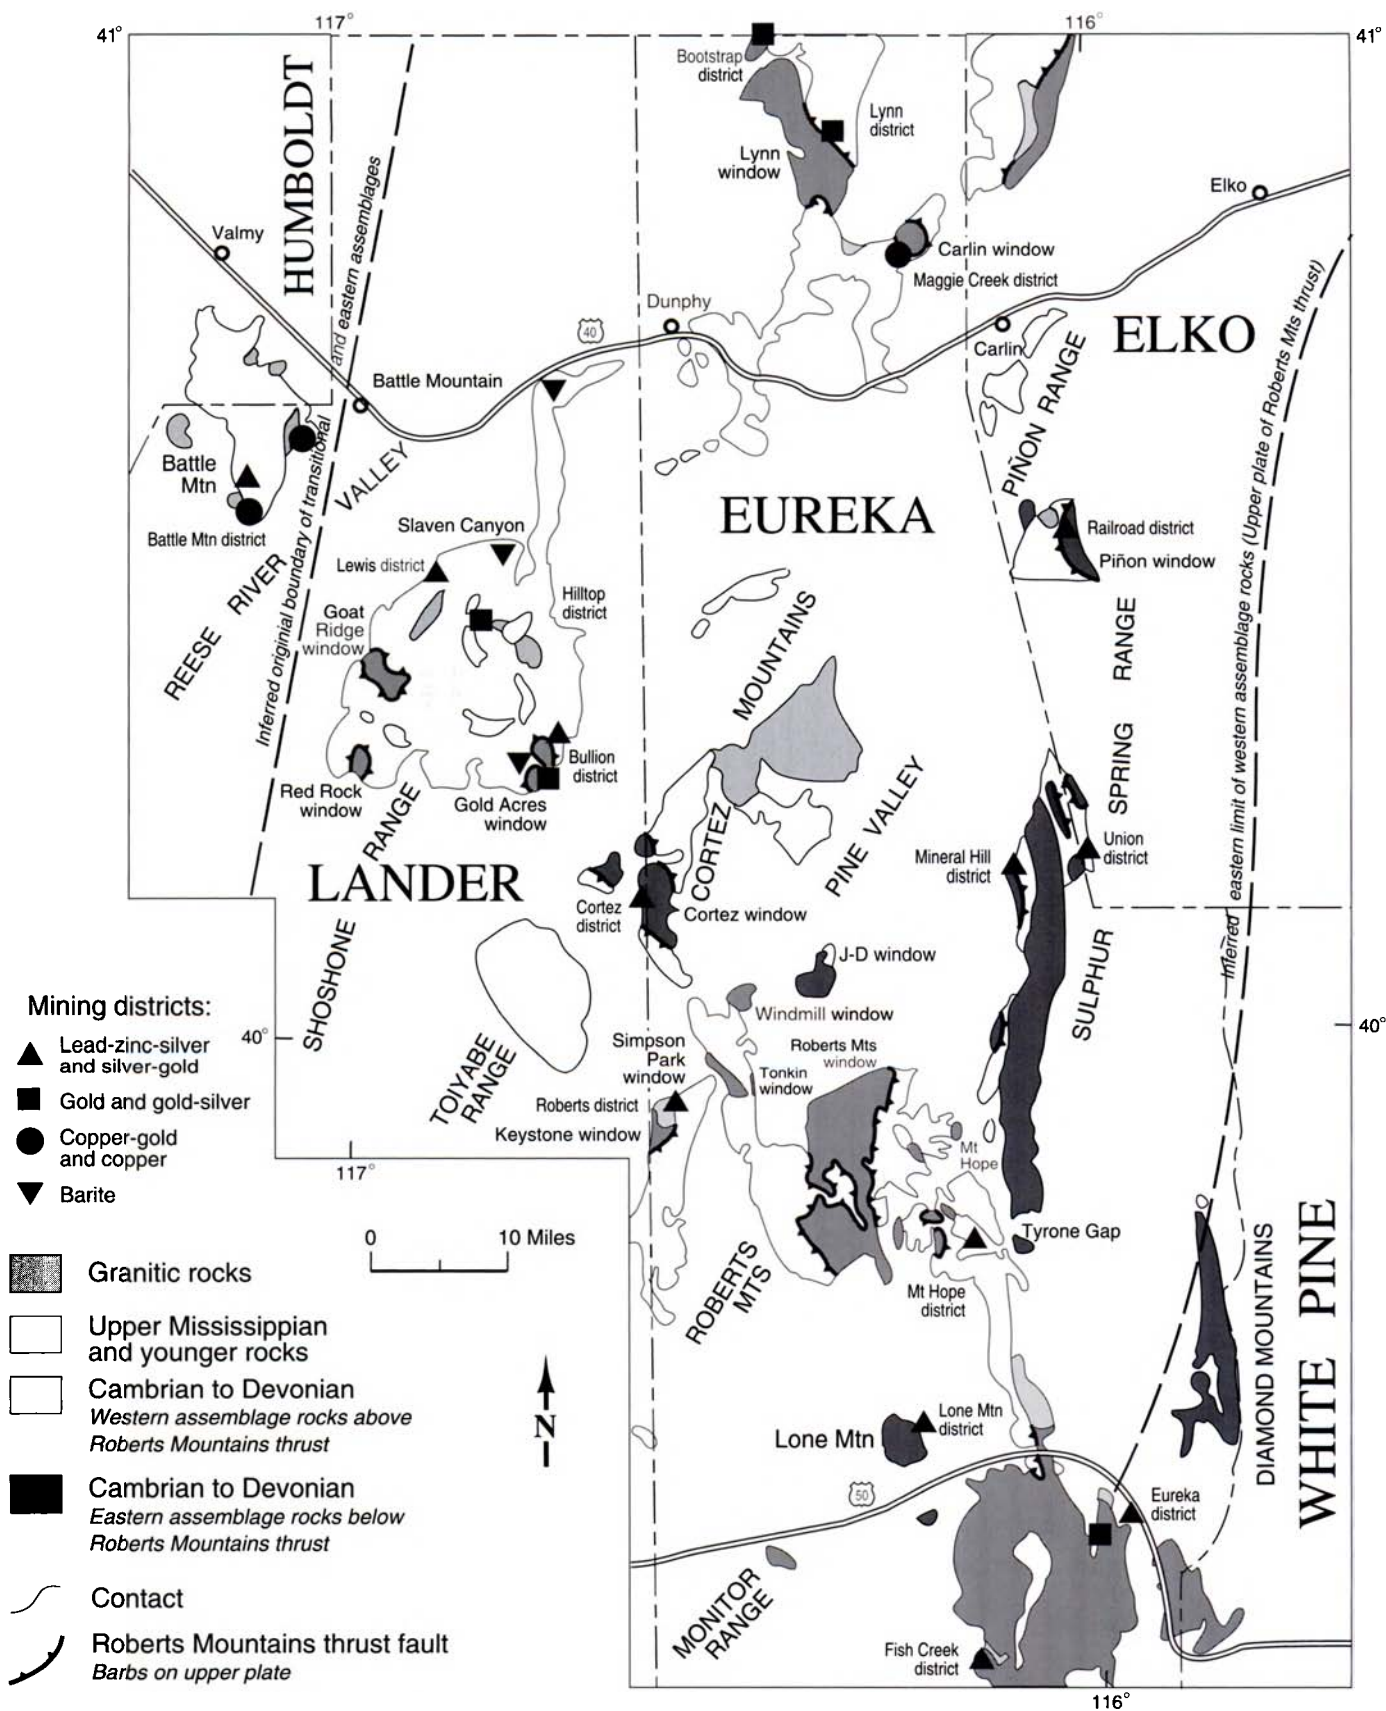 117°
116°
41°
41°
Bootstrap
district
HUMBOLDT
Lynn
district
Lynn
window
Elko
and eastern assemblages
Valmy
Carlin window
Maggie Creek district
Dunphy
40
ELKO
Carlin
Battle Mountain
PIÑON RANGE
Inferred originial boundary of transitional
VALLEY
Battle
Mtn
Battle Mtn district
EUREKA
Slaven Canyon
Lewis district
Railroad district
Piñon window
RIVER
REESE
Hilltop
district
Goat
Ridge
window
MOUNTAINS
RANGE
SPRING
Inferred eastern limit of western assemblage rocks (Upper plate of Roberts Mts thrust)
Bullion
district
Red Rock
window
Gold Acres
window
RANGE
CORTEZ
PINE VALLEY
Mineral Hill
district
Union
district
LANDER
Cortez
district
Cortez window
SHOSHONE
J-D window
SULPHUR
Mining districts:
Windmill window
40°
40°
Lead-zinc-silver
and silver-gold
Simpson
Park
window
Roberts Mts
window
TOIYABE
RANGE
Tonkin
window
Gold and gold-silver
Roberts district
Keystone window
Copper-gold
and copper
Mt
Hope
117°
Barite
0
10 Miles
Tyrone Gap
ROBERTS
MTS
Mt Hope
district
DIAMOND MOUNTAINS
WHITE PINE
Granitic rocks
Upper Mississippian
and younger rocks
Cambrian to Devonian
Western assemblage rocks above
Roberts Mountains thrust
N
Lone Mtn
Lone Mtn
district
Cambrian to Devonian
Eastern assemblage rocks below
Roberts Mountains thrust
50
Eureka
district
Contact
MONITOR
RANGE
Roberts Mountains thrust fault
Barbs on upper plate
Fish Creek
district
116°